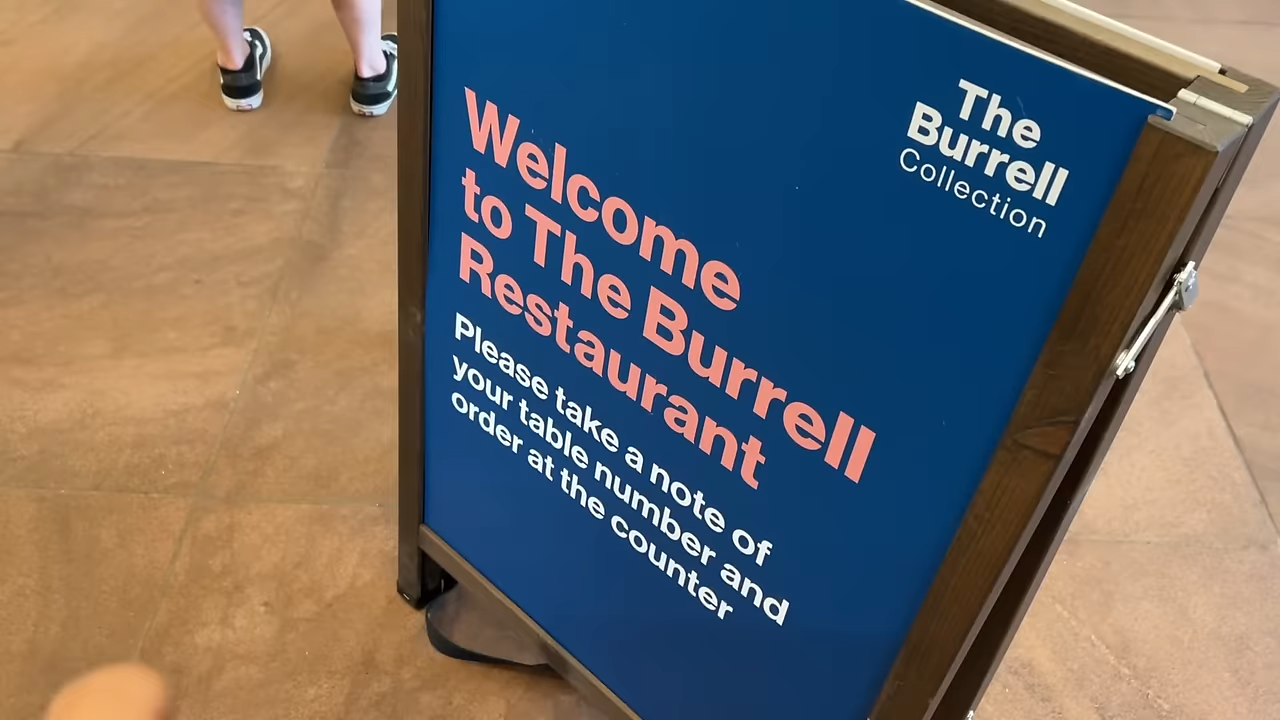 The
Burrell
Collection
Welcome
to The Burrell
Restaurant
Please take a note of
your table number and
order at the counter